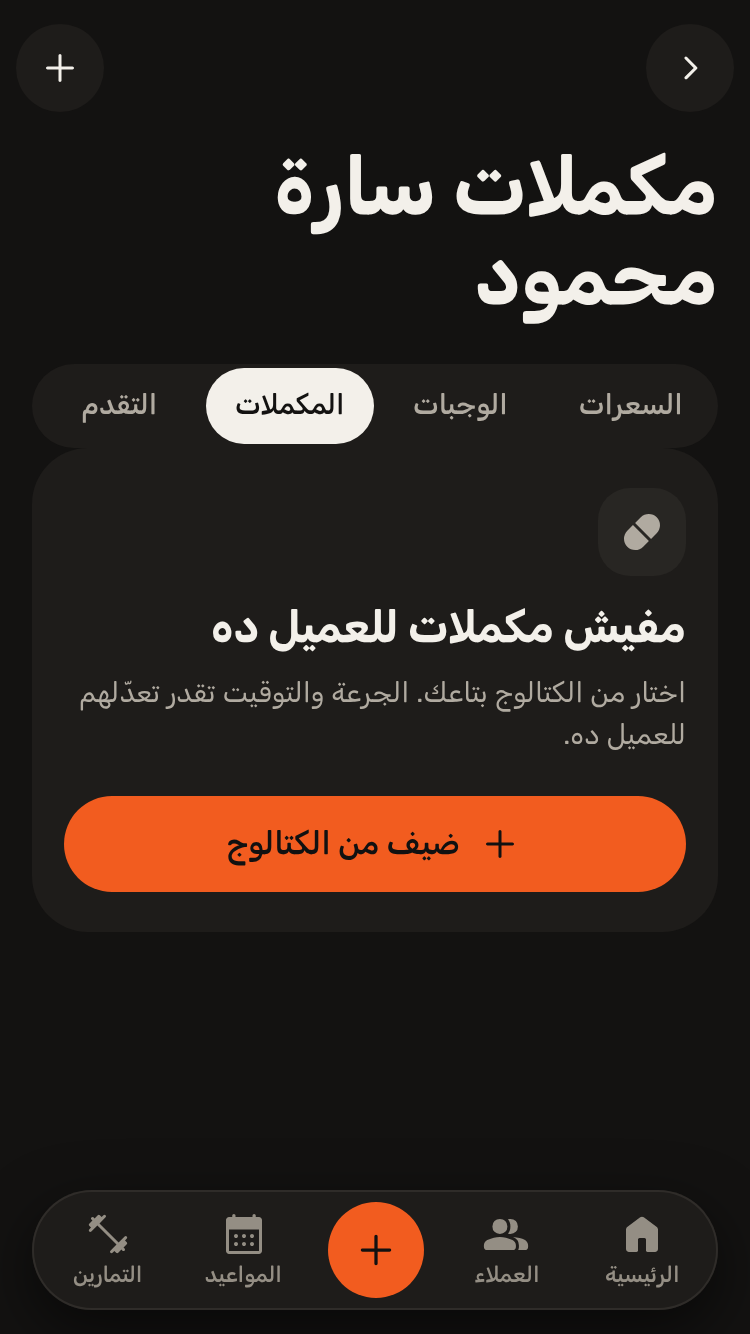 مكملات سارة
محمود
السعرات
الوجبات
المكملات
التقدم
مفيش مكملات للعميل ده
اختار من الكتالوج بتاعك. الجرعة والتوقيت تقدر تعدّلهم
للعميل ده.
ضيف من الكتالوج
الرئيسية
العملاء
المواعيد
التمارين